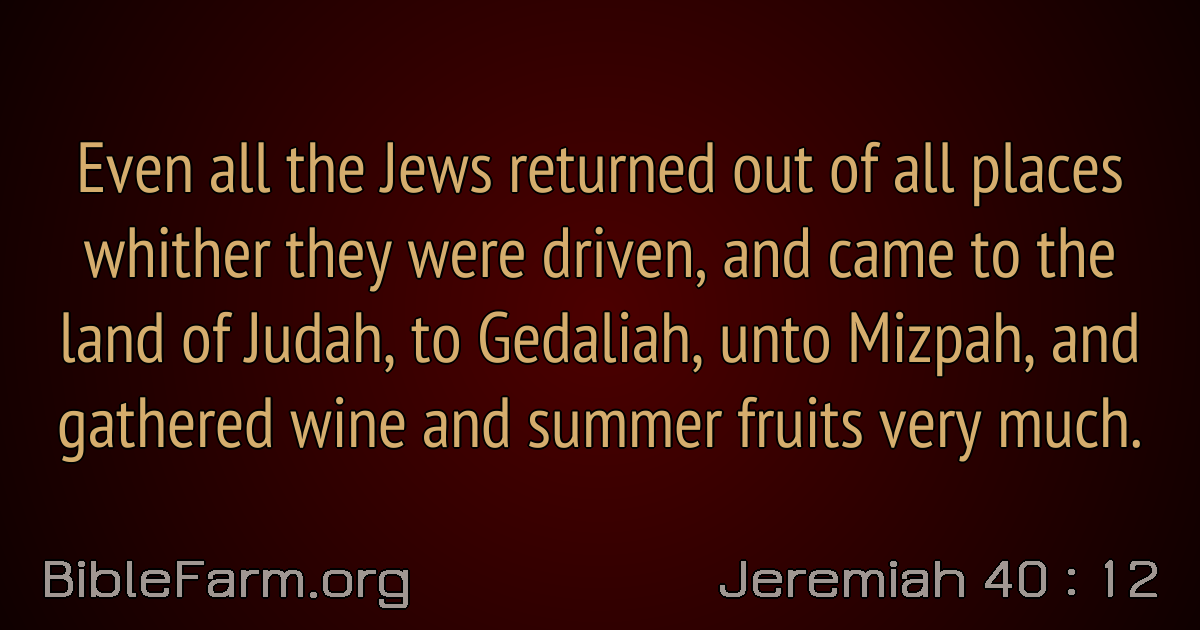 Even all the Jews returned out of all places
whither they were driven, and came to the
land of Judah, to Gedaliah, unto Mizpah, and
gathered wine and summer fruits very much.
BibleFarm.org
Jeremiah 40 : 12